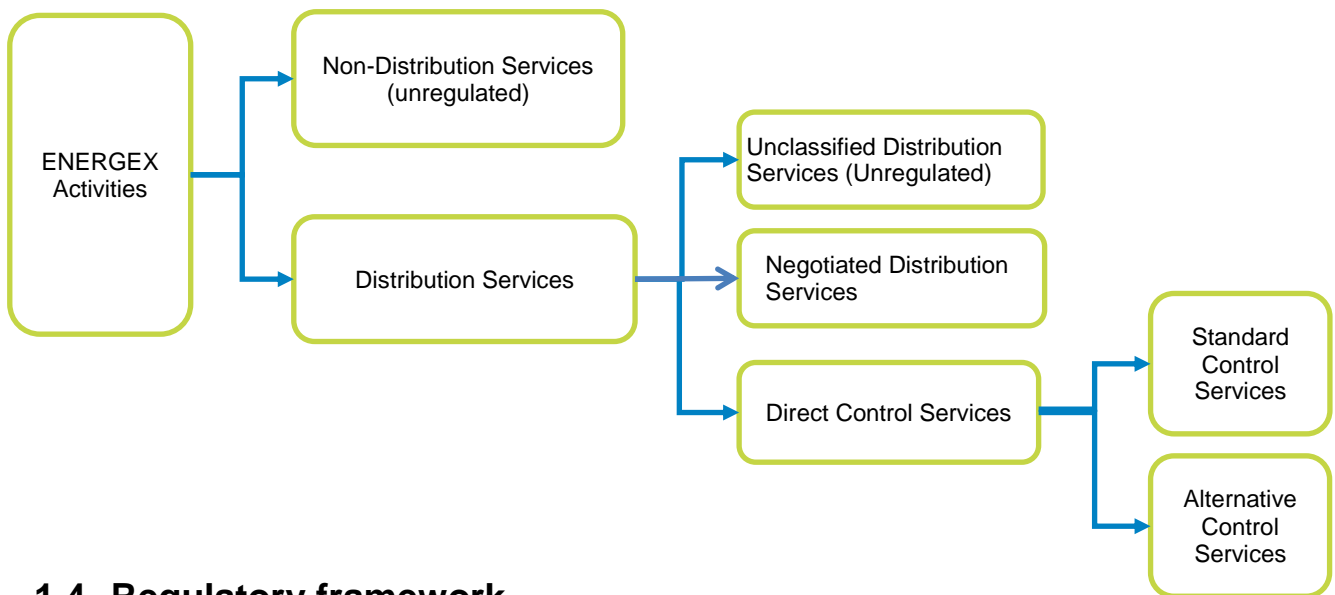 ENERGEX
Activities
Non-Distribution Services
(unregulated)
Distribution Services
Unclassified Distribution
Services (Unregulated)
Negotiated Distribution
Services
Direct Control Services
Standard
Control
Services
Alternative
Control
Services
1.4 Regulatory framework